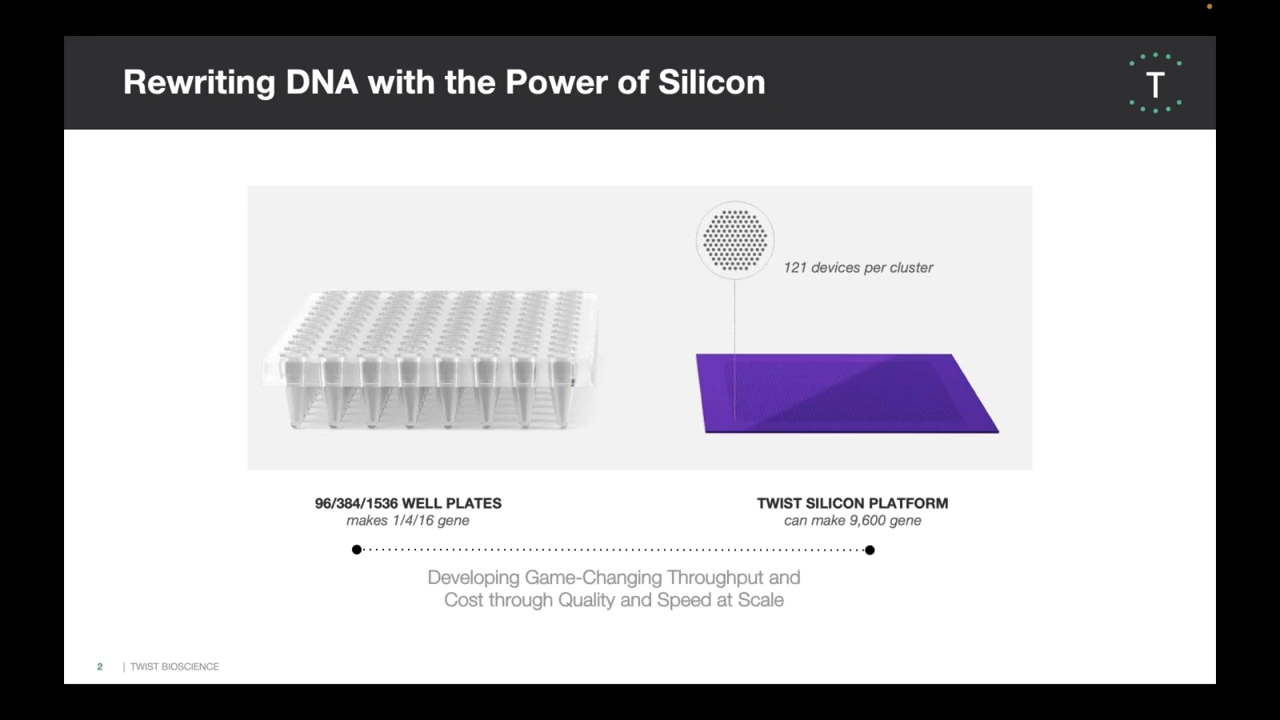 Rewriting DNA with the Power of Silicon
T
121 devices per cluster
96/384/1536 WELL PLATES
makes 1/4/16 gene
TWIST SILICON PLATFORM
can make 9,600 gene
Developing Game-Changing Throughput and
Cost through Quality and Speed at Scale
2 | TWIST BIOSCIENCE